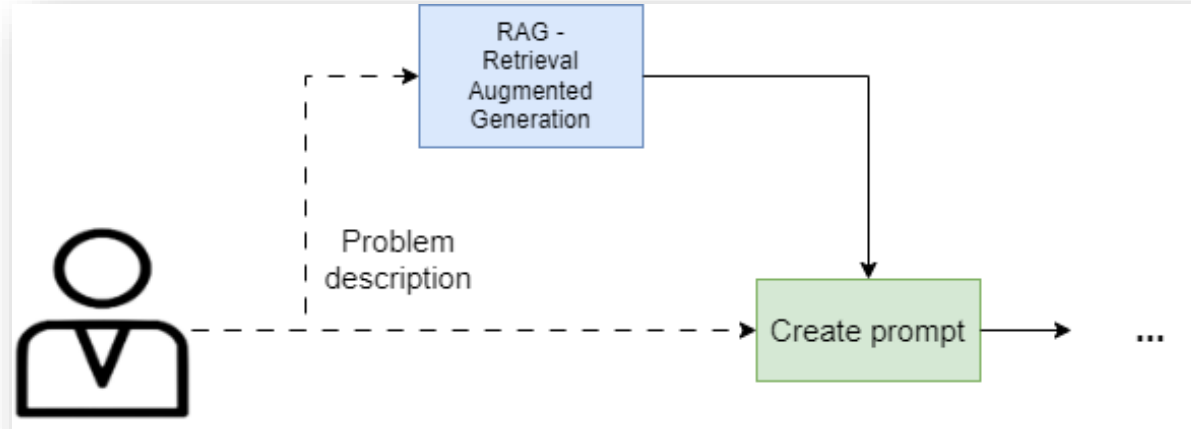 RAG -
Retrieval
Augmented
Generation
Problem
description
Create prompt
...